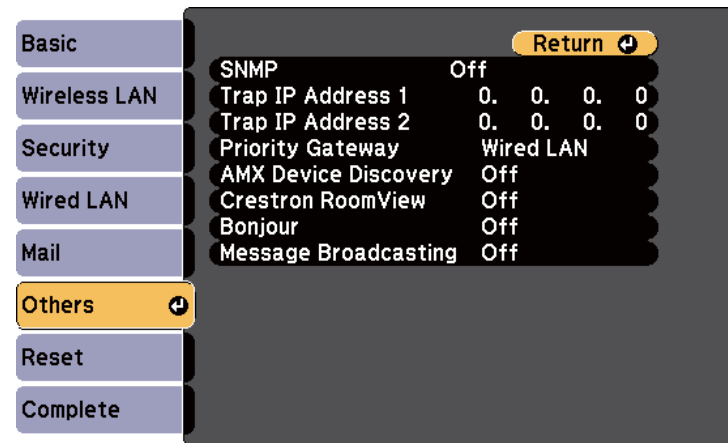 Basic
Wireless LAN
Security
Wired LAN
Mail
Others
Reset
Complete
Return
SNMP Off
Trap IP Address 1 0. 0. 0. 0
Trap IP Address 2 0. 0. 0. 0
Priority Gateway Wired LAN
AMX Device Discovery Off
Crestron RoomView Off
Bonjour Off
Message Broadcasting Off